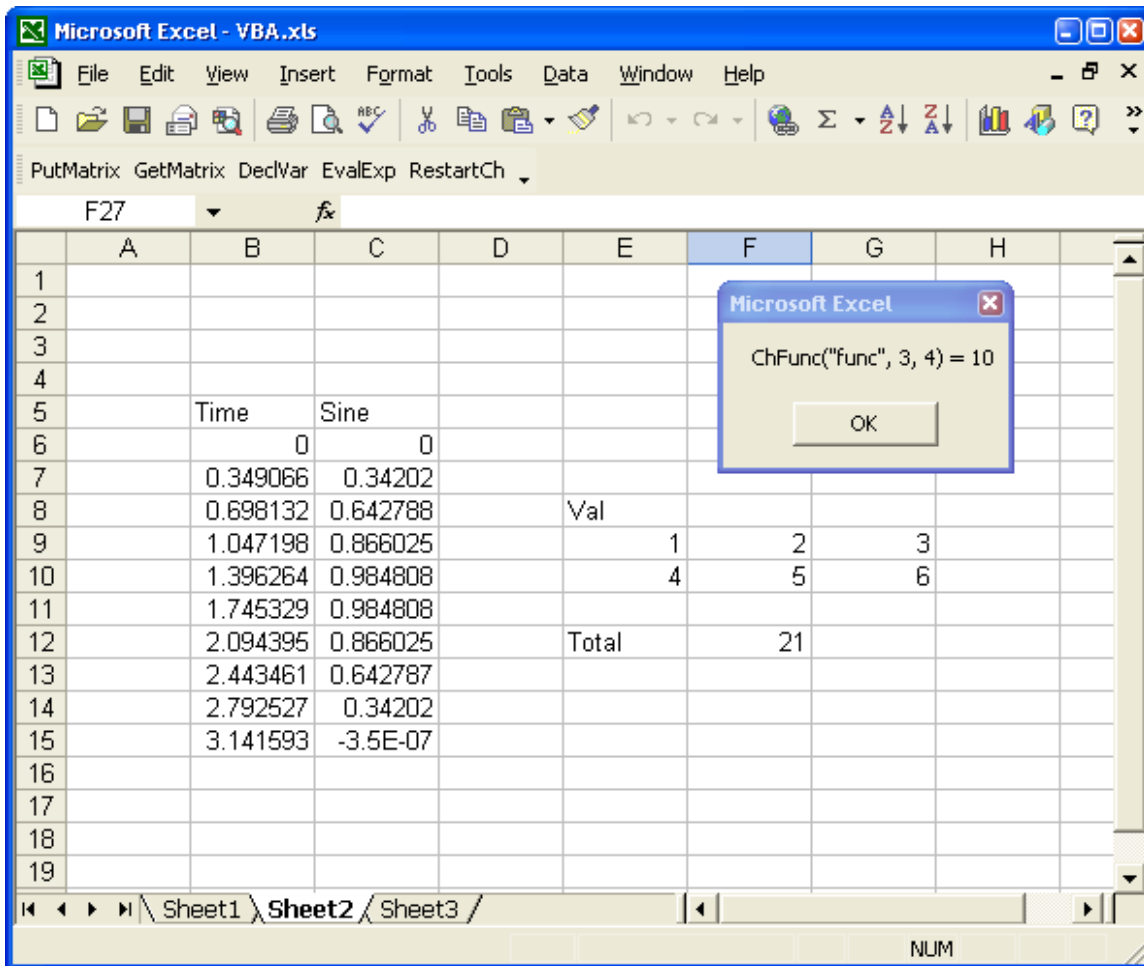 Microsoft Excel - VBA.xls
File Edit View Insert Format Tools Data Window Help
ABC Σ A Z Z A ? »
PutMatrix GetMatrix DeclVar EvalExp RestartCh
F27 fx
A B C D E F G H
1
2
3
4
5 Time Sine
6 0 0
7 0.349066 0.34202
8 0.698132 0.642788 Val
9 1.047198 0.866025 1 2 3
10 1.396264 0.984808 4 5 6
11 1.745329 0.984808
12 2.094395 0.866025 Total 21
13 2.443461 0.642787
14 2.792527 0.34202
15 3.141593 -3.5E-07
16
17
18
19
Microsoft Excel
ChFunc("func", 3, 4) = 10
OK
Sheet1 Sheet2 Sheet3
NUM